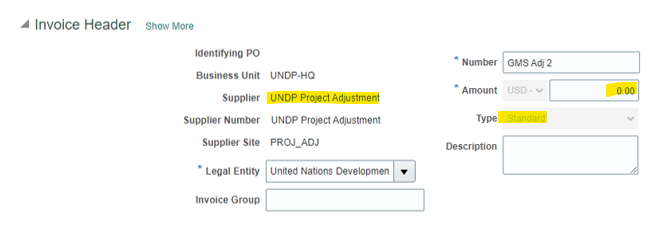 Invoice Header Show More
Identifying PO
Business Unit UNDP-HQ
Supplier UNDP Project Adjustment
Supplier Number UNDP Project Adjustment
Supplier Site PROJ_ADJ
* Legal Entity United Nations Developmen
Invoice Group
* Number GMS Adj 2
* Amount USD - 0.00
Type Standard
Description